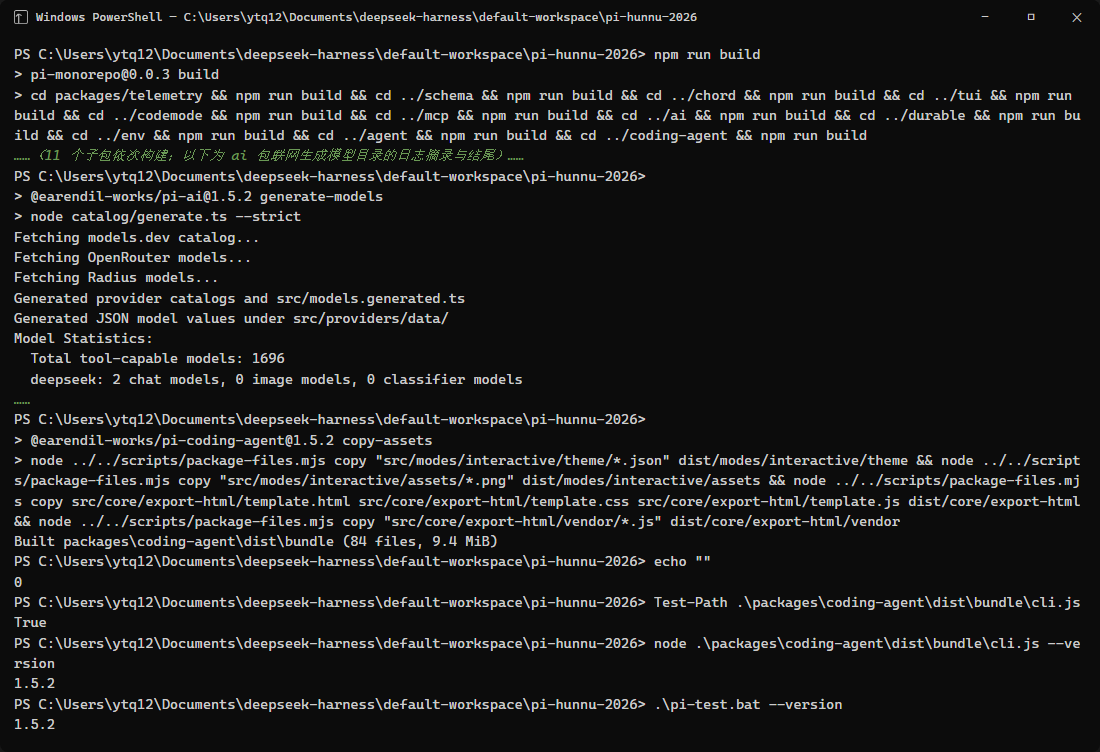 Windows PowerShell — C:\Users\ytq12\Documents\deepseek-harness\default-workspace\pi-hunnu-2026
PS C:\Users\ytq12\Documents\deepseek-harness\default-workspace\pi-hunnu-2026> npm run build
> pi-monorepo@0.0.3 build
> cd packages/telemetry && npm run build && cd ../schema && npm run build && cd ../chord && npm run build && cd ../tui && npm run
build && cd ../codemode && npm run build && cd ../mcp && npm run build && cd ../ai && npm run build && cd ../durable && npm run bu
ild && cd ../env && npm run build && cd ../agent && npm run build && cd ../coding-agent && npm run build
……（11 个子包依次构建；以下为 ai 包联网生成模型目录的日志摘录与结尾）……
PS C:\Users\ytq12\Documents\deepseek-harness\default-workspace\pi-hunnu-2026>
> @earendil-works/pi-ai@1.5.2 generate-models
> node catalog/generate.ts --strict
Fetching models.dev catalog...
Fetching OpenRouter models...
Fetching Radius models...
Generated provider catalogs and src/models.generated.ts
Generated JSON model values under src/providers/data/
Model Statistics:
  Total tool-capable models: 1696
  deepseek: 2 chat models, 0 image models, 0 classifier models
……
PS C:\Users\ytq12\Documents\deepseek-harness\default-workspace\pi-hunnu-2026>
> @earendil-works/pi-coding-agent@1.5.2 copy-assets
> node ../../scripts/package-files.mjs copy "src/modes/interactive/theme/*.json" dist/modes/interactive/theme && node ../../script
s/package-files.mjs copy "src/modes/interactive/assets/*.png" dist/modes/interactive/assets && node ../../scripts/package-files.mj
s copy src/core/export-html/template.html src/core/export-html/template.css src/core/export-html/template.js dist/core/export-html
&& node ../../scripts/package-files.mjs copy "src/core/export-html/vendor/*.js" dist/core/export-html/vendor
Built packages\coding-agent\dist\bundle (84 files, 9.4 MiB)
PS C:\Users\ytq12\Documents\deepseek-harness\default-workspace\pi-hunnu-2026> echo ""
0
PS C:\Users\ytq12\Documents\deepseek-harness\default-workspace\pi-hunnu-2026> Test-Path .\packages\coding-agent\dist\bundle\cli.js
True
PS C:\Users\ytq12\Documents\deepseek-harness\default-workspace\pi-hunnu-2026> node .\packages\coding-agent\dist\bundle\cli.js --ve
rsion
1.5.2
PS C:\Users\ytq12\Documents\deepseek-harness\default-workspace\pi-hunnu-2026> .\pi-test.bat --version
1.5.2